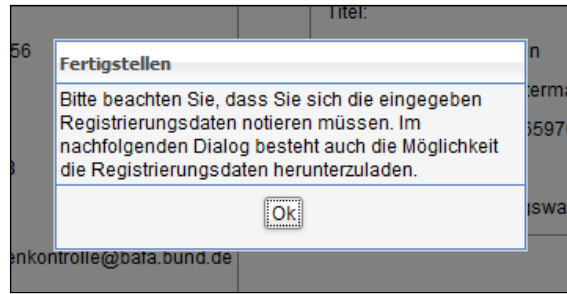 Titel:
56
n
Fertigstellen
Bitte beachten Sie, dass Sie sich die eingegeben
Registrierungsdaten notieren müssen. Im
nachfolgenden Dialog besteht auch die Möglichkeit
die Registrierungsdaten herunterzuladen.
Ok
enkontrolle@bafa.bund.de